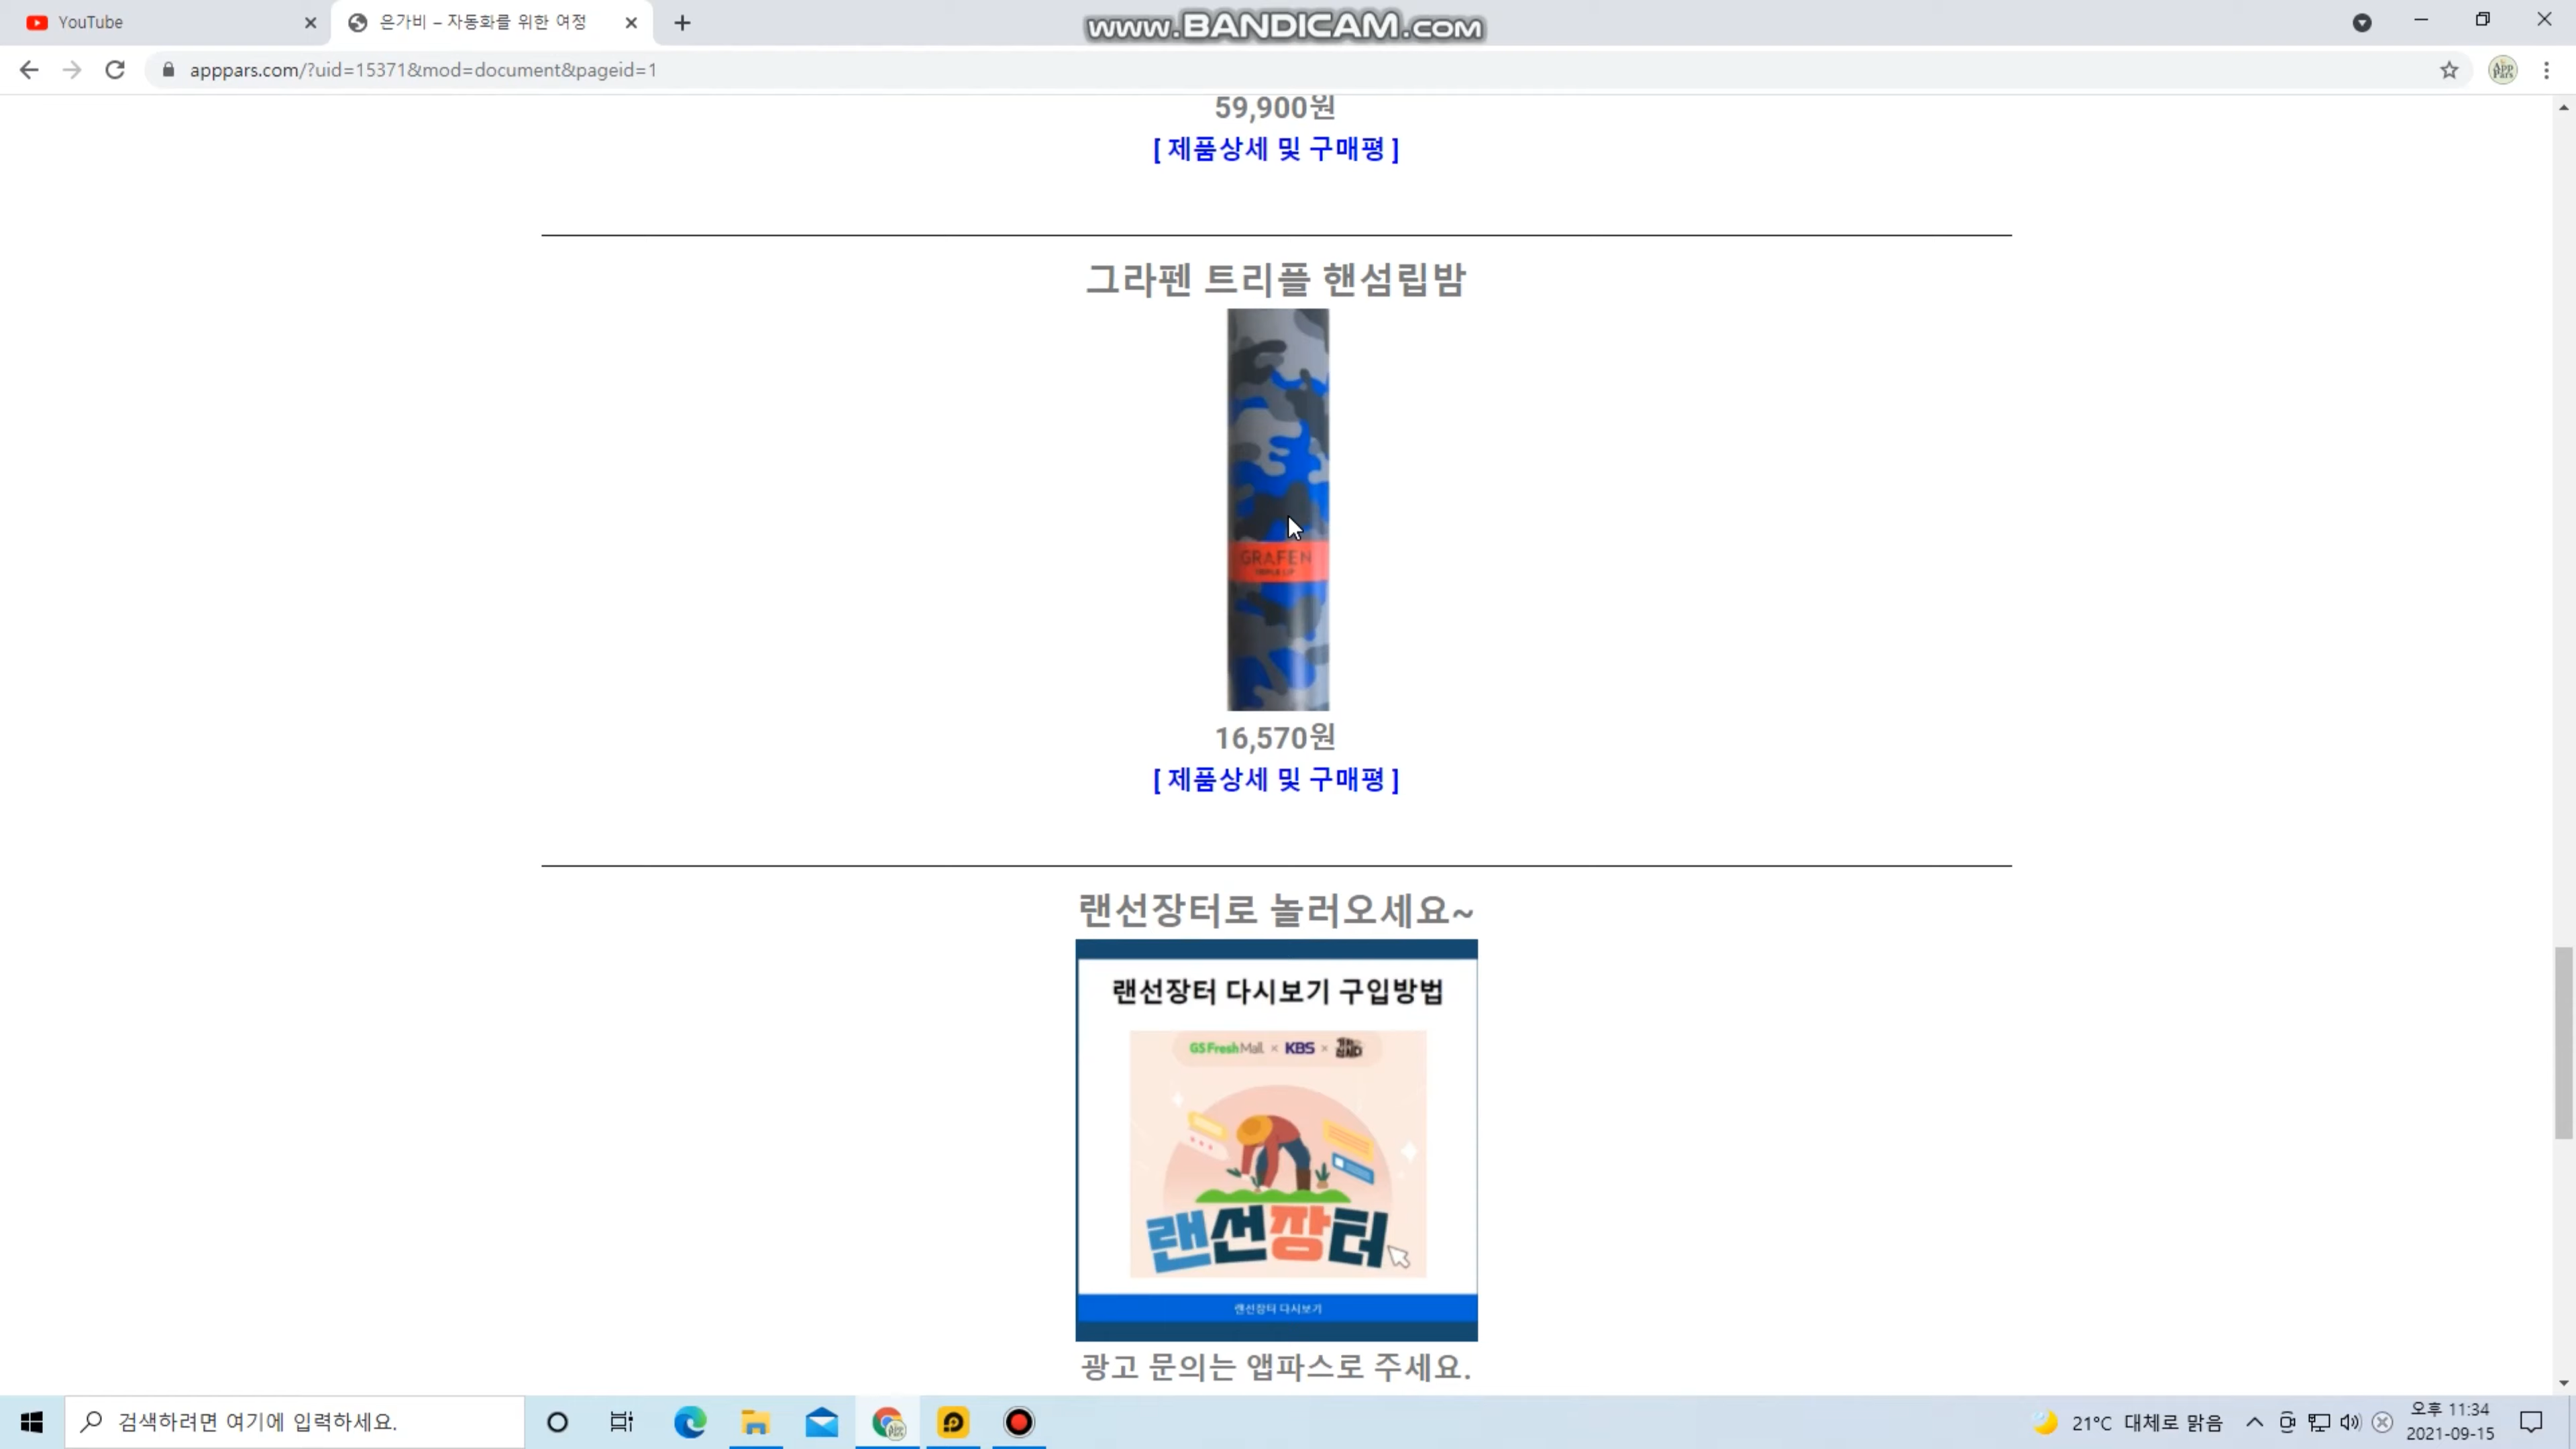 YouTube
은가비 – 자동화를 위한 여정
www.BANDICAM.com
apppars.com/?uid=15371&mod=document&pageid=1
App Pars
59,900원
[ 제품상세 및 구매평 ]
그라펜 트리플 핸섬립밤
GRAFEN
TRIPLE LIP
16,570원
[ 제품상세 및 구매평 ]
랜선장터로 놀러오세요~
랜선장터 다시보기 구입방법
GS Fresh Mall × KBS ×
랜선장터
랜선장터 다시보기
광고 문의는 앱파스로 주세요.
검색하려면 여기에 입력하세요.
21°C 대체로 맑음
오후 11:34
2021-09-15